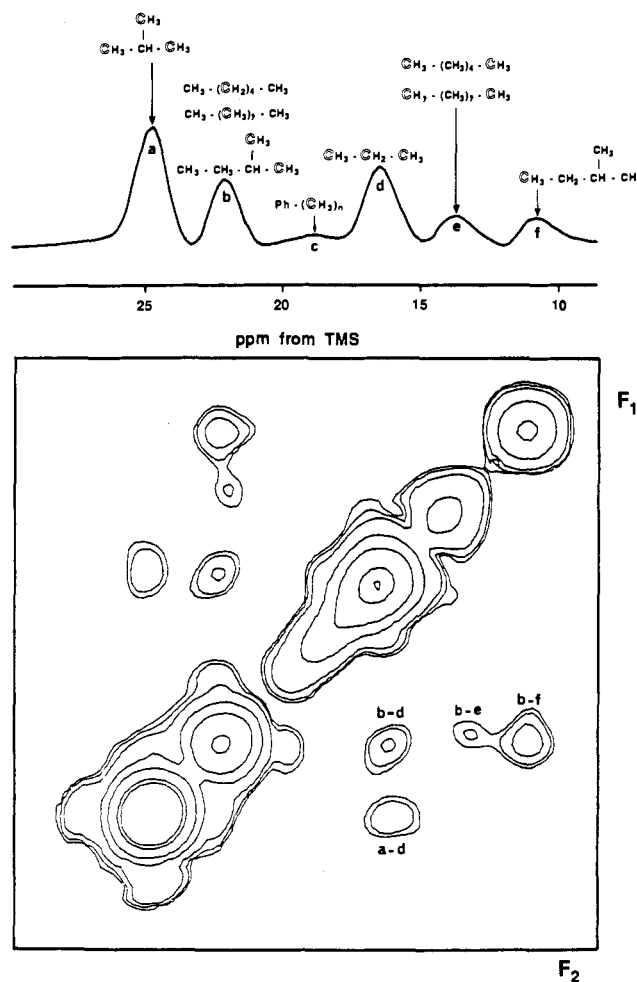 CH₃
CH₃ - CH - CH₃
a
CH₃ - (CH₂)₄ - CH₃
CH₃ - (CH₃)₇ - CH₃
CH₃
CH₃ - CH₃ - CH - CH₃
b
Ph - (CH₃)n
c
CH₃ - CH₂ - CH₃
d
CH₃ - (CH₃)₄ - CH₃
CH₇ - (CH₃)₇ - CH₃
e
CH₃
CH₃ - CH₂ - CH - CH
f
25 20 15 10
ppm from TMS
F₁
b-d b-e b-f
a-d
F₂